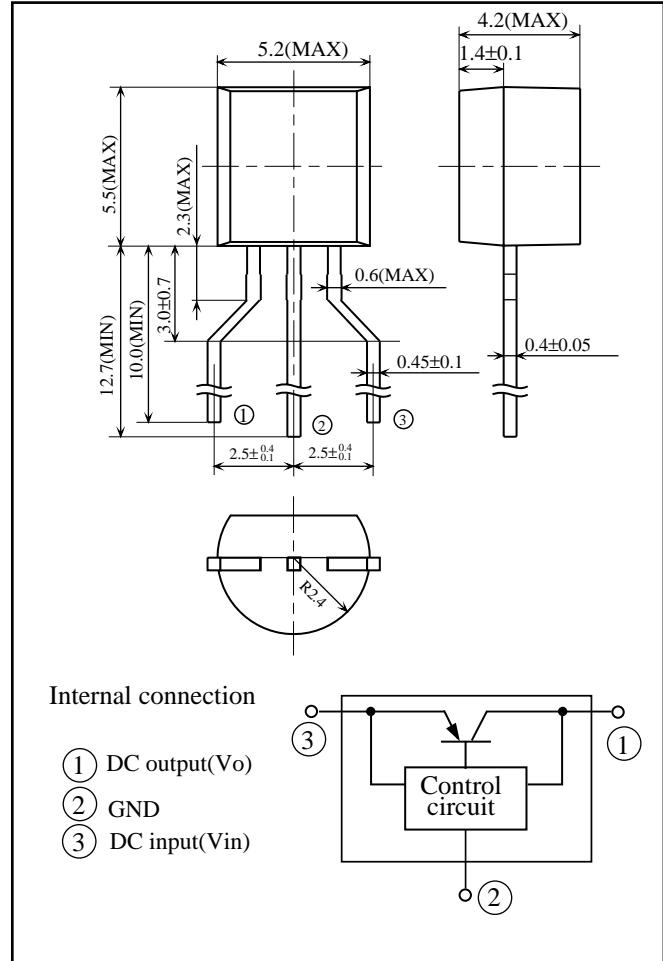 4.2(MAX)
5.2(MAX)
1.4±0.1
5.5(MAX)
2.3(MAX)
0.6(MAX)
3.0±0.7
10.0(MIN)
12.7(MIN)
0.45±0.1
0.4±0.05
① ② ③
2.5±0.4 0.1 2.5±0.4 0.1
R2.4
Internal connection
① DC output(Vo)
② GND
③ DC input(Vin)
③ ①
Control
circuit
②